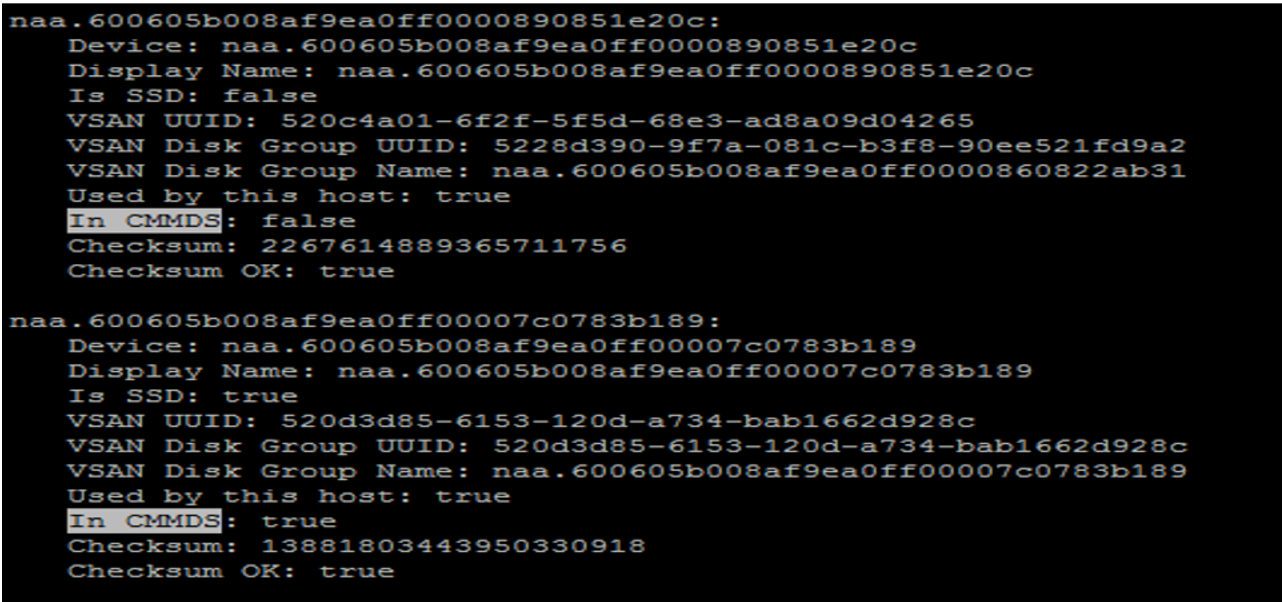 naa.600605b008af9ea0ff0000890851e20c:
Device: naa.600605b008af9ea0ff0000890851e20c
Display Name: naa.600605b008af9ea0ff0000890851e20c
Is SSD: false
VSAN UUID: 520c4a01-6f2f-5f5d-68e3-ad8a09d04265
VSAN Disk Group UUID: 5228d390-9f7a-081c-b3f8-90ee521fd9a2
VSAN Disk Group Name: naa.600605b008af9ea0ff0000860822ab31
Used by this host: true
In CMMDS: false
Checksum: 2267614889365711756
Checksum OK: true
naa.600605b008af9ea0ff00007c0783b189:
Device: naa.600605b008af9ea0ff00007c0783b189
Display Name: naa.600605b008af9ea0ff00007c0783b189
Is SSD: true
VSAN UUID: 520d3d85-6153-120d-a734-bab1662d928c
VSAN Disk Group UUID: 520d3d85-6153-120d-a734-bab1662d928c
VSAN Disk Group Name: naa.600605b008af9ea0ff00007c0783b189
Used by this host: true
In CMMDS: true
Checksum: 13881803443950330918
Checksum OK: true